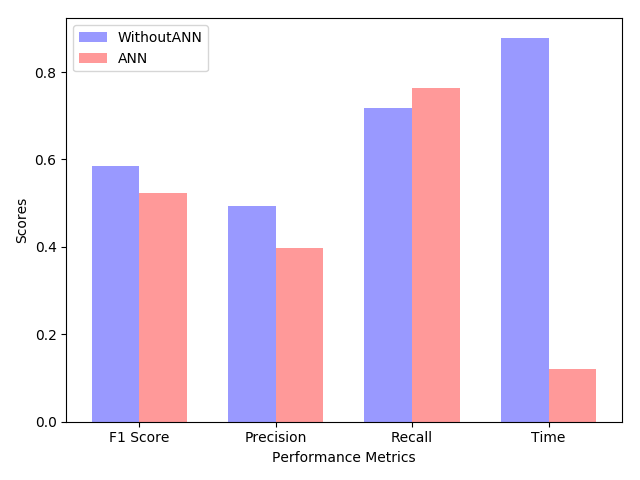 WithoutANN
ANN
Scores
0.8
0.6
0.4
0.2
0.0
F1 Score
Precision
Recall
Time
Performance Metrics